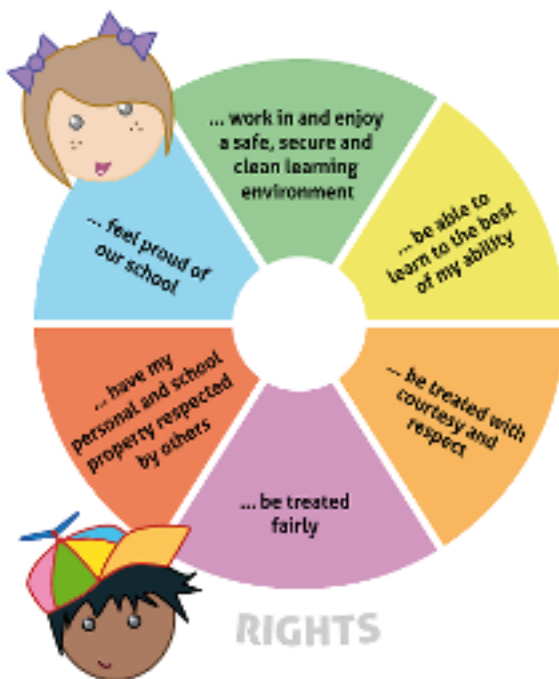 ... work in and enjoy
a safe, secure and
clean learning
environment
... be able to
learn to the best
of my ability
... be treated with
courtesy and
respect
... be treated
fairly
... have my
personal and school
property respected
by others
... feel proud of
our school
RIGHTS